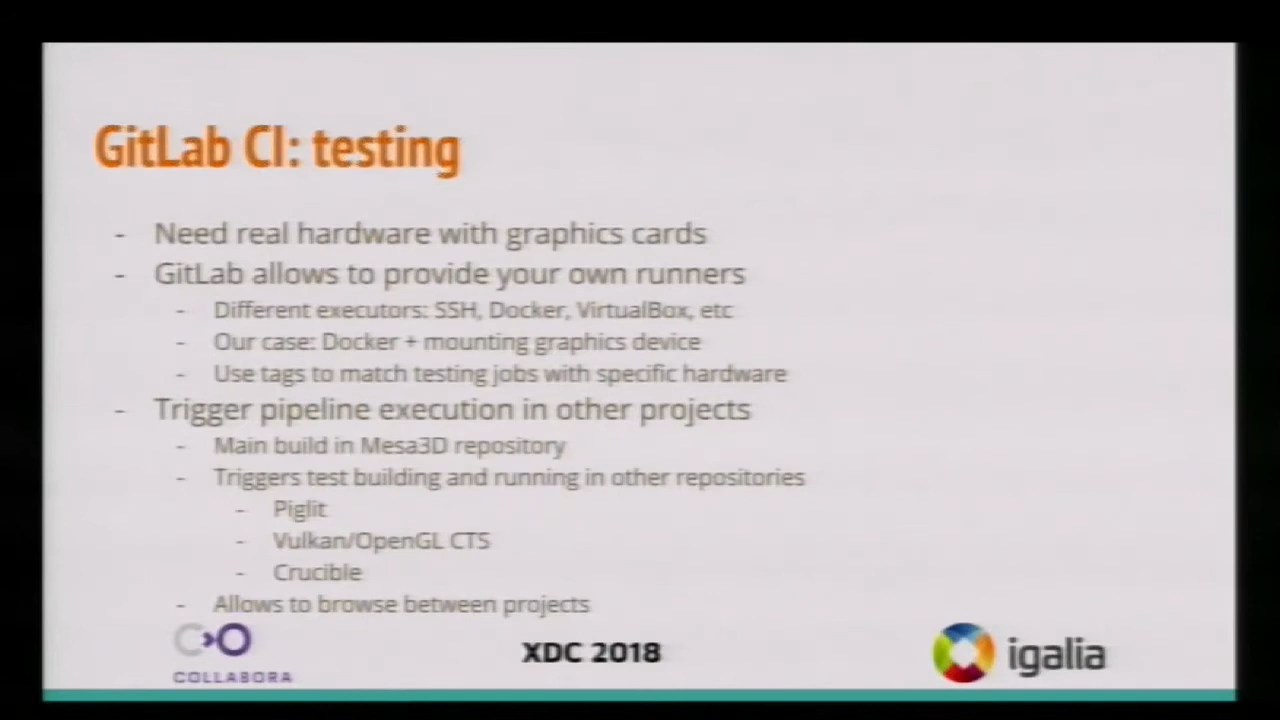 GitLab CI: testing
- Need real hardware with graphics cards
- GitLab allows to provide your own runners
- Different executors: SSH, Docker, VirtualBox, etc
- Our case: Docker + mounting graphics device
- Use tags to match testing jobs with specific hardware
- Trigger pipeline execution in other projects
- Main build in Mesa3D repository
- Triggers test building and running in other repositories
- Piglit
- Vulkan/OpenGL CTS
- Crucible
- Allows to browse between projects
COLLABORA
XDC 2018
igalia